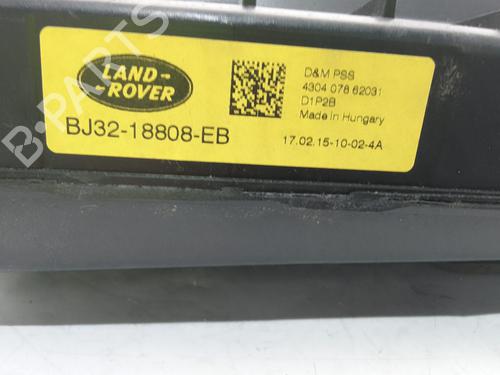 LAND-
-ROVER
BJ32-18808-EB
D&M PSS
4304 078 62031
D1P2B
Made in Hungary
17.02.15-10-02-4A
B-PARTS